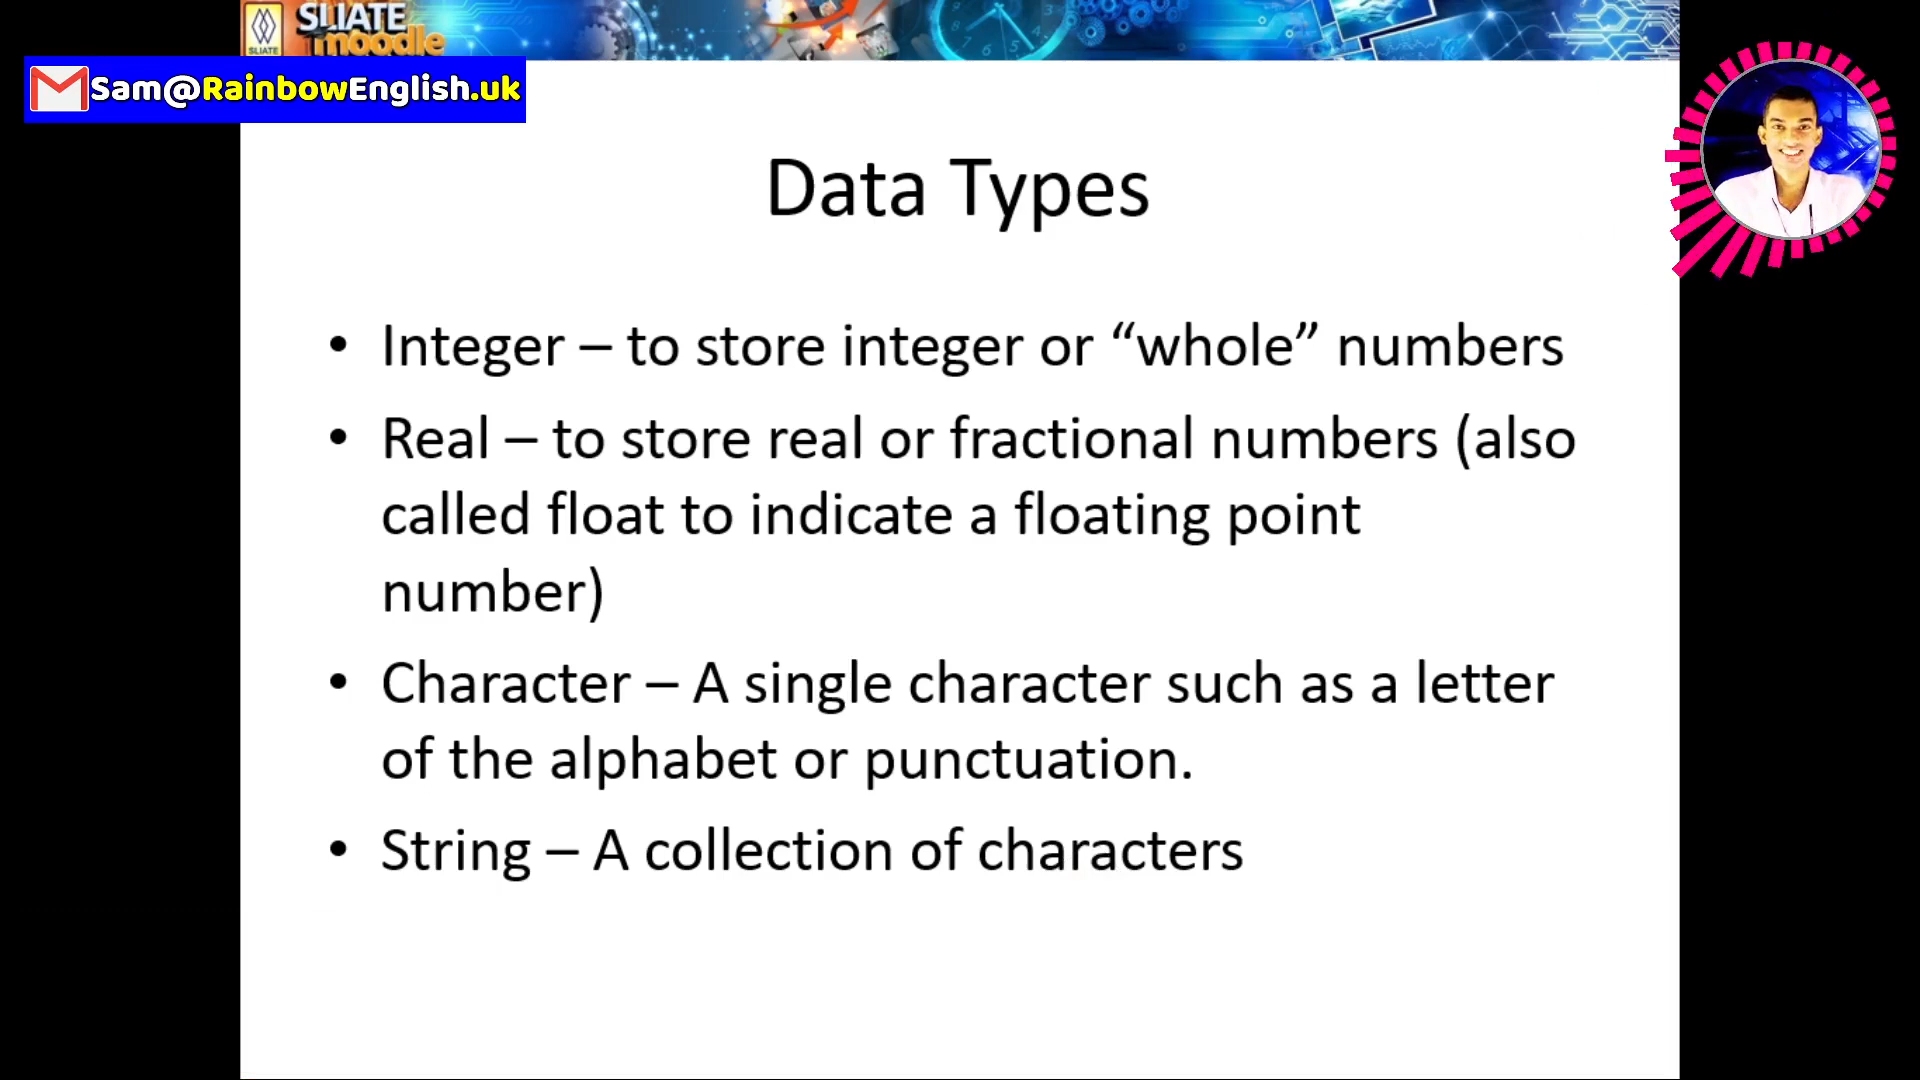 SLIATE
moodle
SLIATE
Sam@RainbowEnglish.uk
Data Types
• Integer – to store integer or “whole” numbers
• Real – to store real or fractional numbers (also
called float to indicate a floating point
number)
• Character – A single character such as a letter
of the alphabet or punctuation.
• String – A collection of characters